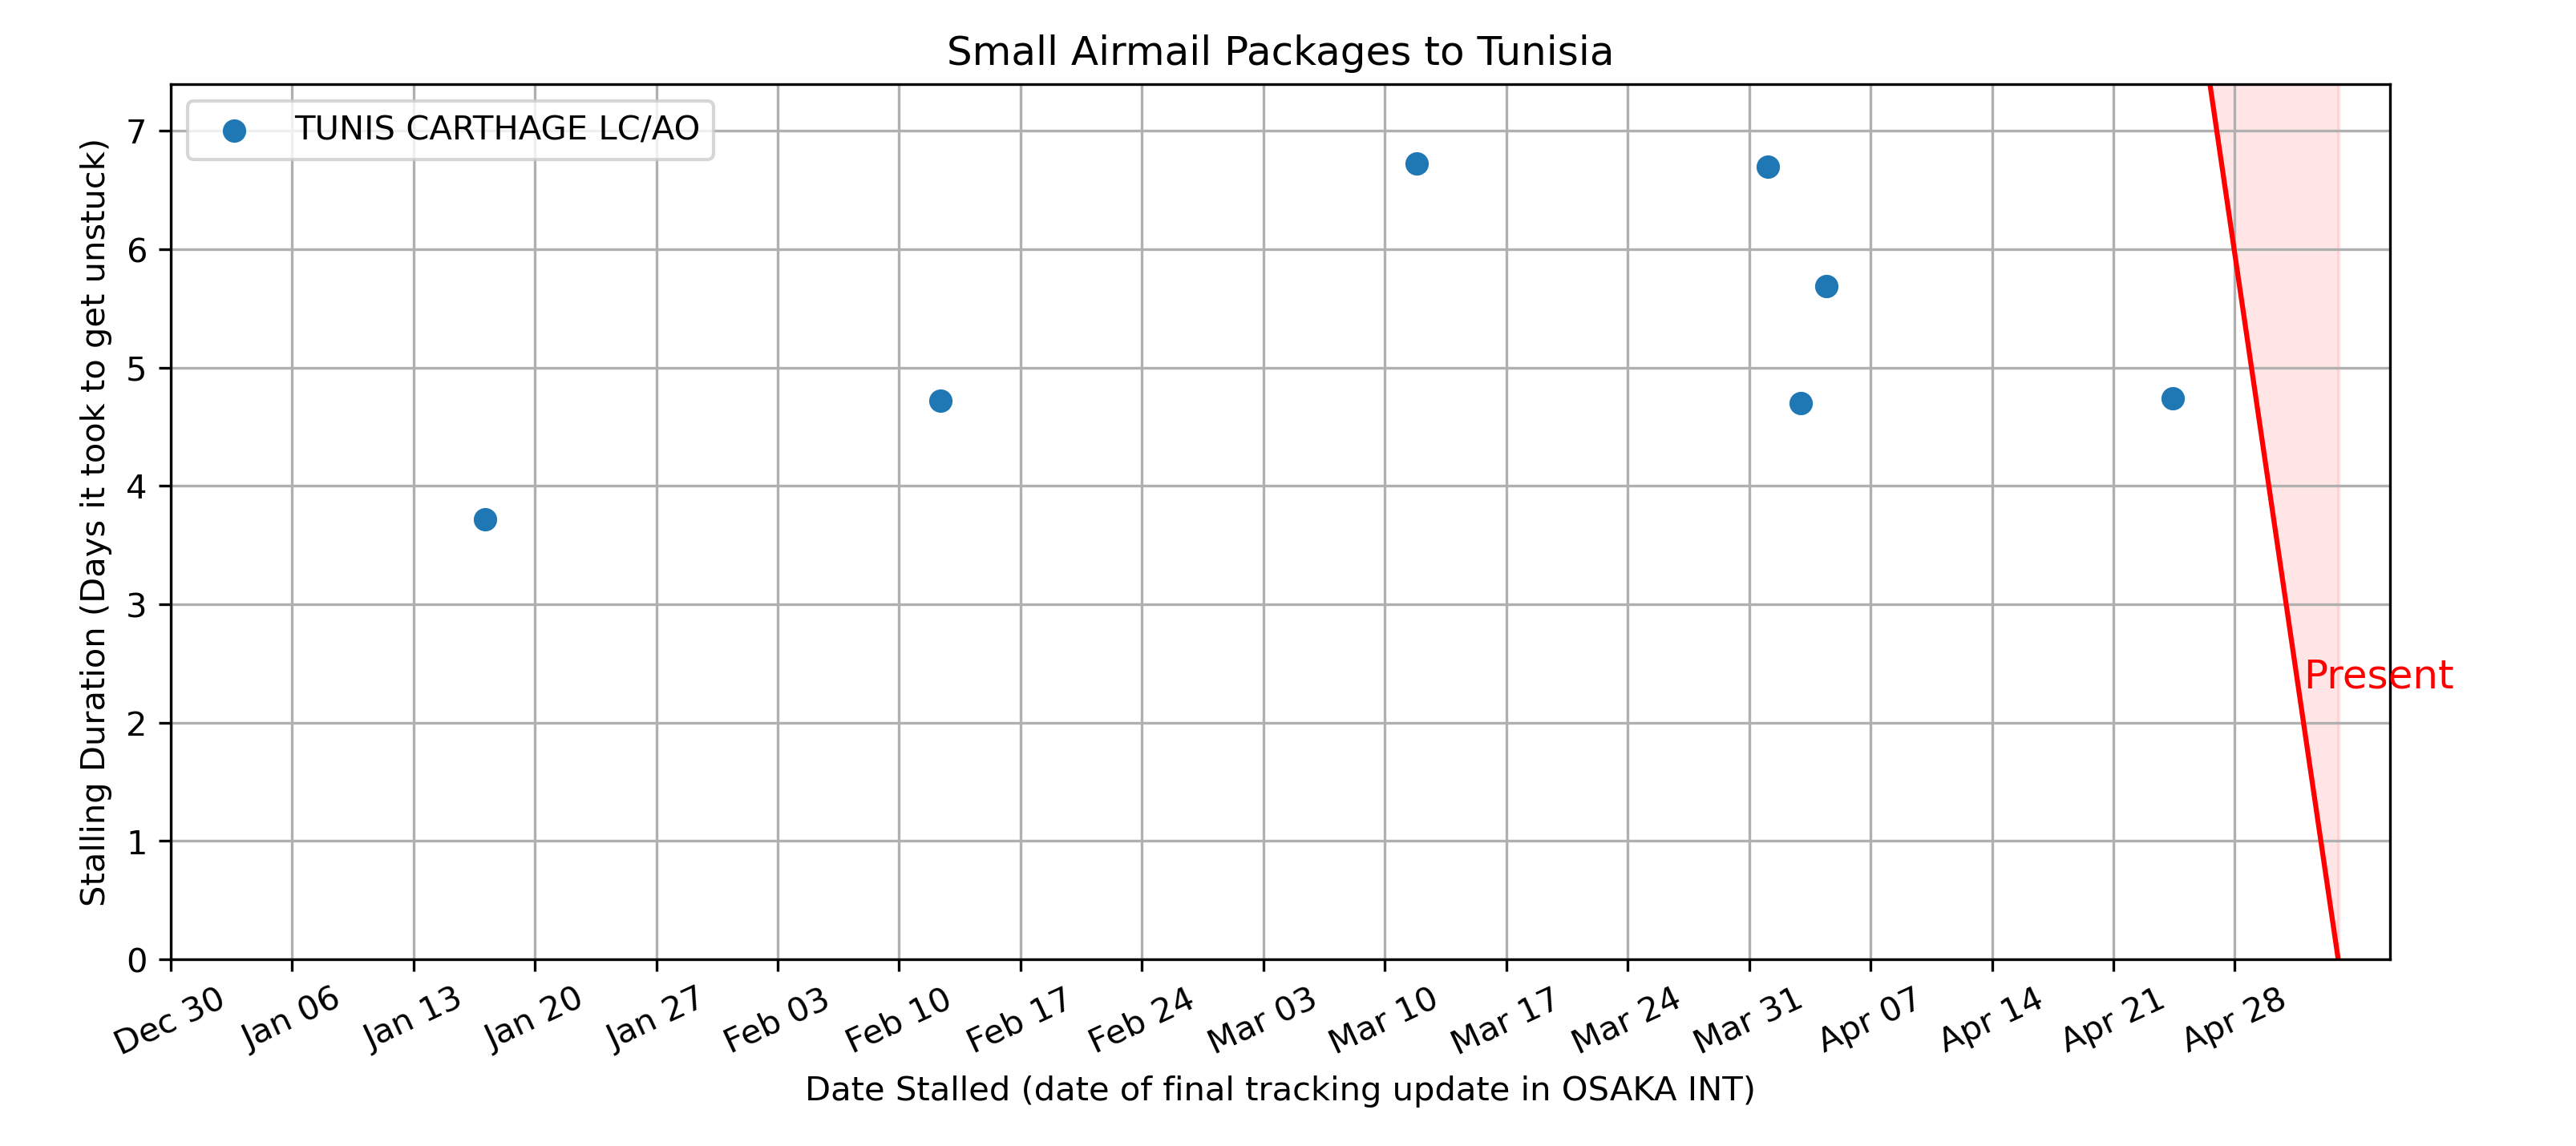 Small Airmail Packages to Tunisia
TUNIS CARTHAGE LC/AO
Stalling Duration (Days it took to get unstuck)
7
6
5
4
3
2
1
0
Present
Dec 30
Jan 06
Jan 13
Jan 20
Jan 27
Feb 03
Feb 10
Feb 17
Feb 24
Mar 03
Mar 10
Mar 17
Mar 24
Mar 31
Apr 07
Apr 14
Apr 21
Apr 28
Date Stalled (date of final tracking update in OSAKA INT)